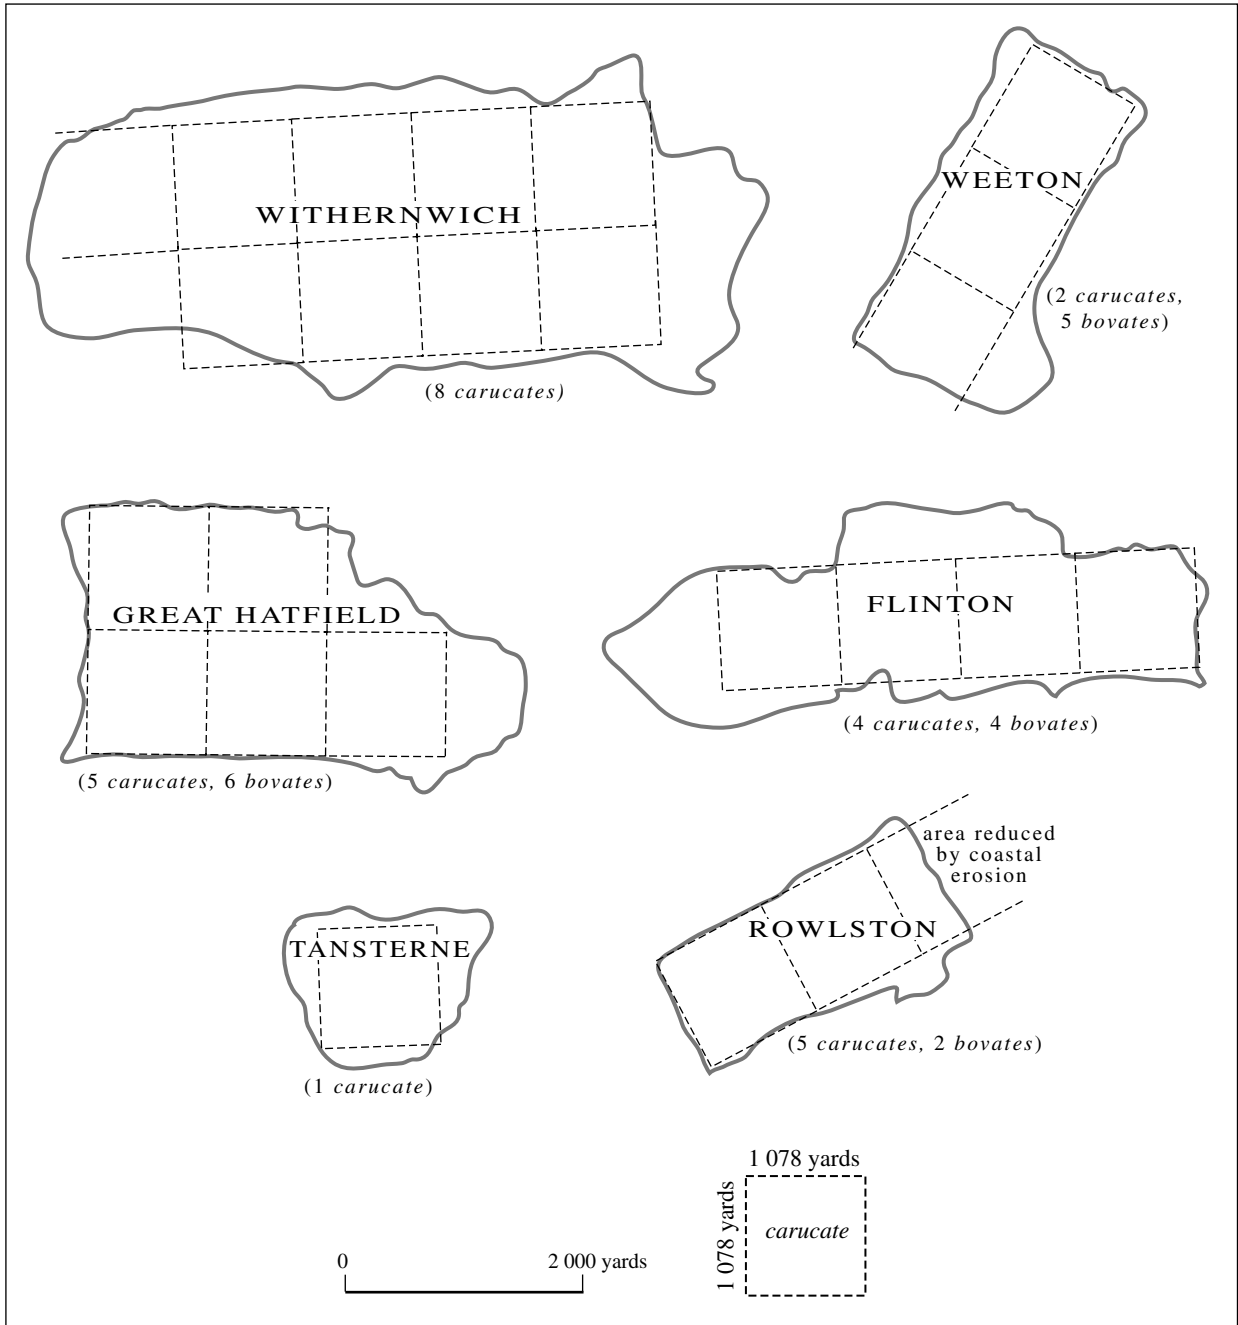 WITHERNWICH
(8 carucates)
WEETON
(2 carucates,
5 bovates)
GREAT HATFIELD
(5 carucates, 6 bovates)
FLINTON
(4 carucates, 4 bovates)
TANSTERNE
(1 carucate)
area reduced
by coastal
erosion
ROWLSTON
(5 carucates, 2 bovates)
0
2 000 yards
1 078 yards
1 078 yards
carucate